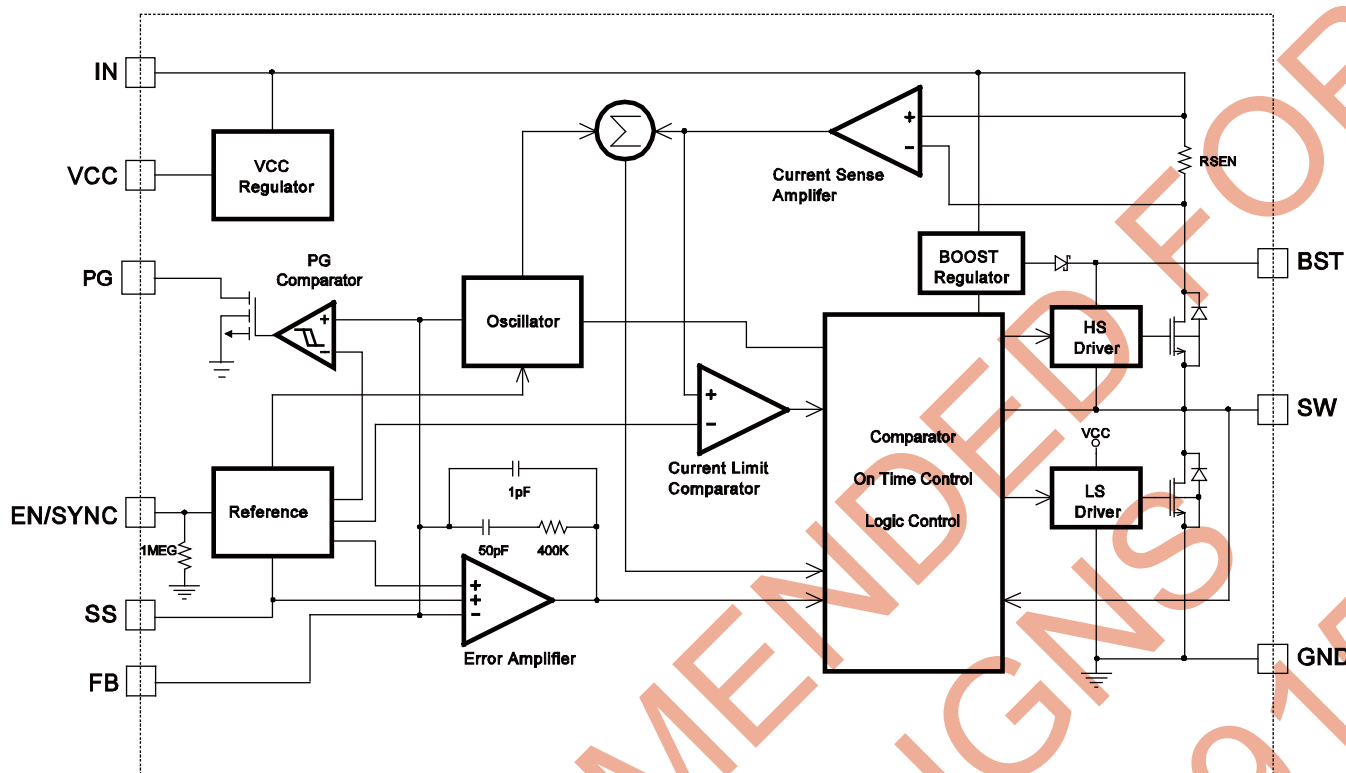 IN
VCC
VCC
Regulator
Σ
+
-
Current Sense
Amplifer
RSEN
PG
PG
Comparator
+
-
Oscillator
BOOST
Regulator
BST
HS
Driver
+
-
Current Limit
Comparator
Comparator
On Time Control
Logic Control
SW
VCC
LS
Driver
EN/SYNC
1MEG
Reference
1pF
50pF
400K
+
+
-
Error Amplifier
SS
FB
GND